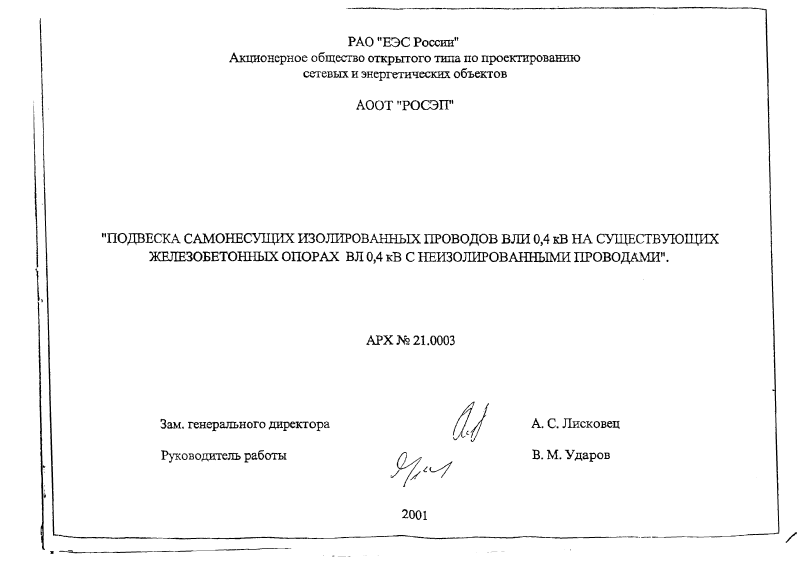 РАО "ЕЭС России"
Акционерное общество открытого типа по проектированию
сетевых и энергетических объектов
АООТ "РОСЭП"
"ПОДВЕСКА САМОНЕСУЩИХ ИЗОЛИРОВАННЫХ ПРОВОДОВ ВЛИ 0,4 кВ НА СУЩЕСТВУЮЩИХ
ЖЕЛЕЗОБЕТОННЫХ ОПОРАХ ВЛ 0,4 кВ С НЕИЗОЛИРОВАННЫМИ ПРОВОДАМИ".
АРХ № 21.0003
Зам. генерального директора А. С. Лисковец
Руководитель работы В. М. Ударов
2001